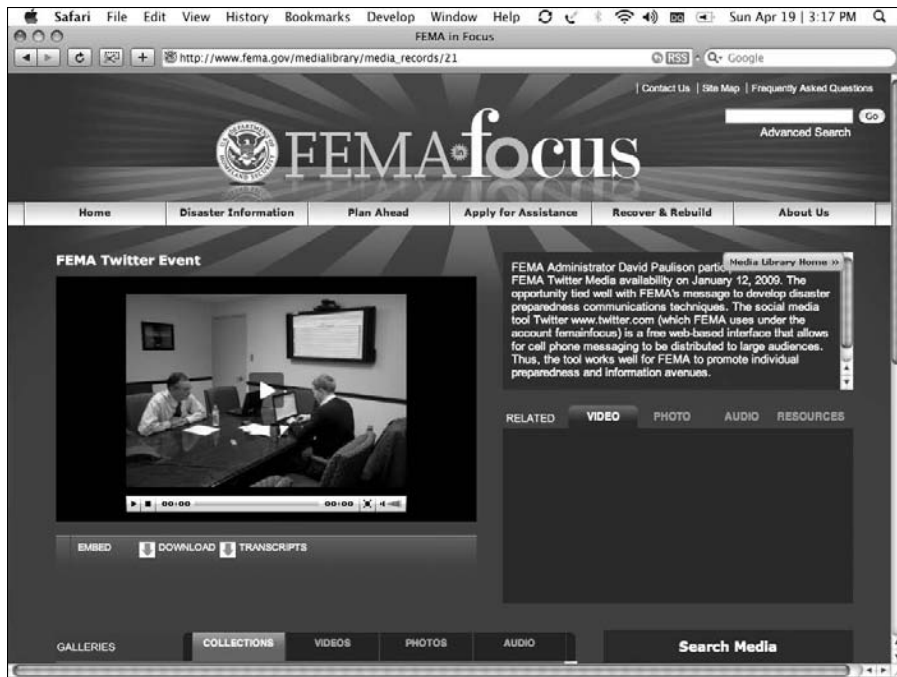 Safari File Edit View History Bookmarks Develop Window Help Sun Apr 19 | 3:17 PM
FEMA in Focus
http://www.fema.gov/medialibrary/media_records/21 RSS Google
| Contact Us | Site Map | Frequently Asked Questions
Go
Advanced Search
U.S. DEPARTMENT OF HOMELAND SECURITY
FEMA in focus
Home Disaster Information Plan Ahead Apply for Assistance Recover & Rebuild About Us
FEMA Twitter Event
Media Library Home »
FEMA Administrator David Paulison partic
FEMA Twitter Media availability on January 12, 2009. The
opportunity tied well with FEMA's message to develop disaster
preparedness communications techniques. The social media
tool Twitter www.twitter.com (which FEMA uses under the
account femainfocus) is a free web-based interface that allows
for cell phone messaging to be distributed to large audiences.
Thus, the tool works well for FEMA to promote individual
preparedness and information avenues.
RELATED VIDEO PHOTO AUDIO RESOURCES
00:00 00:00
EMBED DOWNLOAD TRANSCRIPTS
GALLERIES COLLECTIONS VIDEOS PHOTOS AUDIO
Search Media